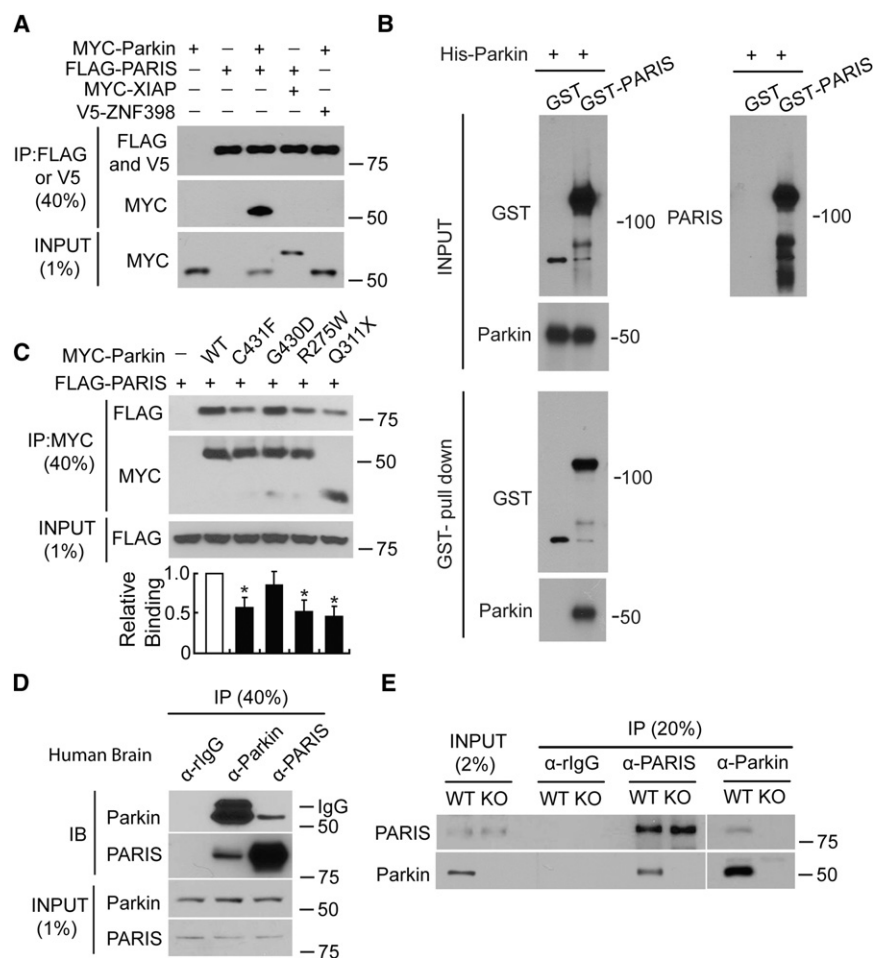 A
MYC-Parkin + − + − +
FLAG-PARIS − + + + −
MYC-XIAP − − − + −
V5-ZNF398 − − − − +
IP:FLAG or V5 (40%)
FLAG and V5
−75
MYC
−50
INPUT (1%)
MYC
−50
B
His-Parkin + + + +
GST GST-PARIS GST GST-PARIS
INPUT
GST
-100
PARIS
-100
Parkin
-50
GST- pull down
GST
-100
Parkin
-50
C
MYC-Parkin − WT C431F G430D R275W Q311X
FLAG-PARIS + + + + + +
IP:MYC (40%)
FLAG
−75
MYC
−50
INPUT (1%)
FLAG
−75
Relative Binding
1.0
0.5
0
* * *
D
IP (40%)
Human Brain α-rIgG α-Parkin α-PARIS
IB
Parkin
−IgG
50
PARIS
−75
INPUT (1%)
Parkin
−50
PARIS
−75
E
IP (20%)
INPUT (2%)
α-rIgG α-PARIS α-Parkin
WT KO WT KO WT KO WT KO
PARIS
−75
Parkin
−50